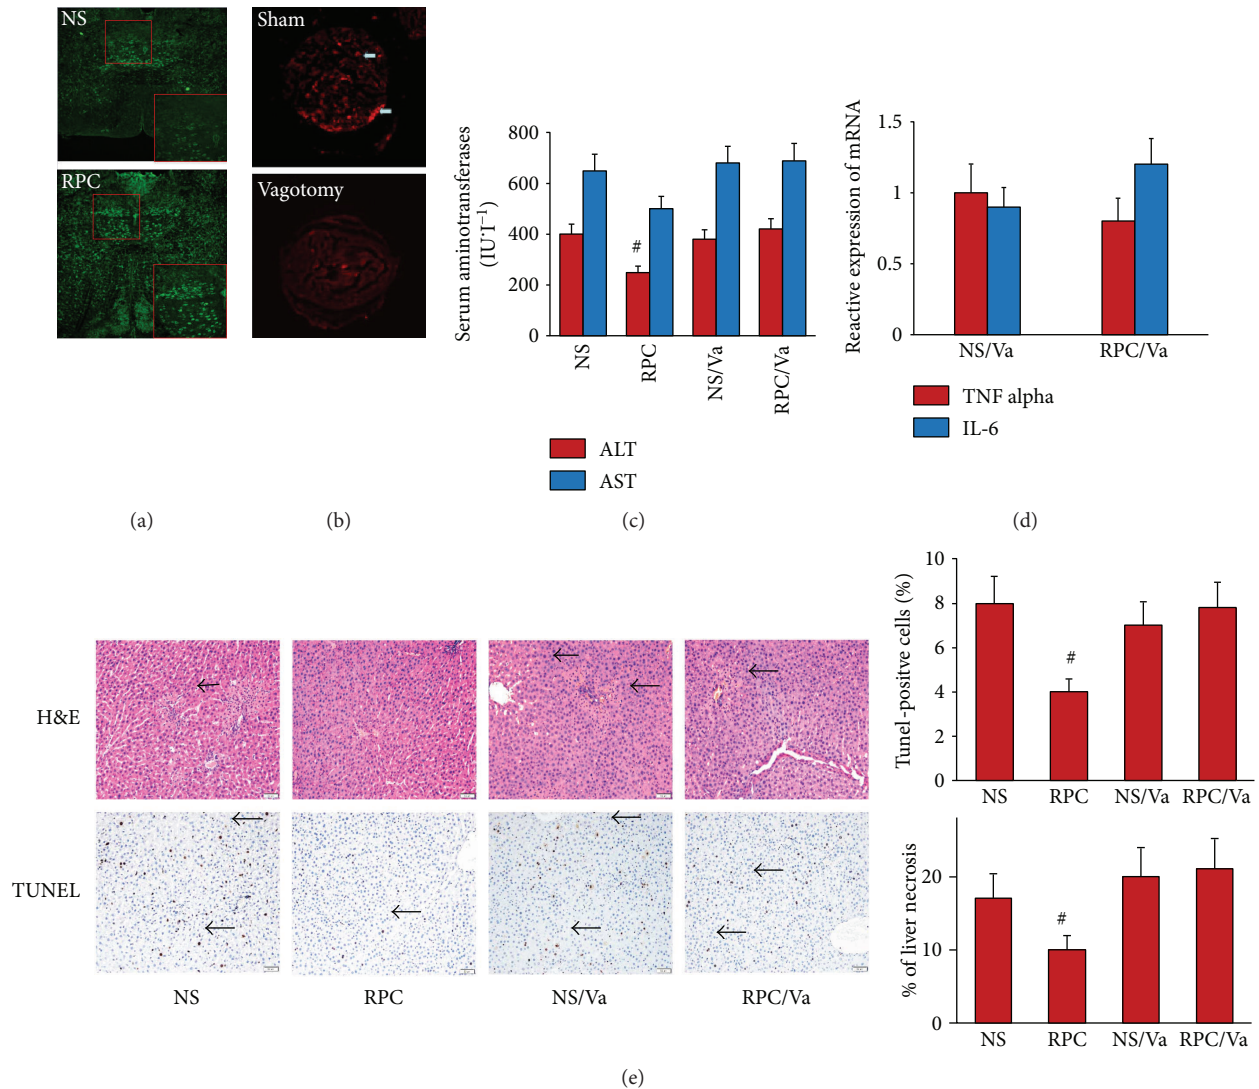 NS
RPC
(a)
Sham
Vagotomy
(b)
Serum aminotransferases
(IU·l⁻¹)
800
600
400
200
0
NS
RPC
NS/Va
RPC/Va
#
ALT
AST
(c)
Reactive expression of mRNA
1.5
1
0.5
0
NS/Va
RPC/Va
TNF alpha
IL-6
(d)
H&E
TUNEL
NS
RPC
NS/Va
RPC/Va
Tunel-positve cells (%)
10
8
6
4
2
0
#
NS
RPC
NS/Va
RPC/Va
% of liver necrosis
20
10
0
#
NS
RPC
NS/Va
RPC/Va
(e)